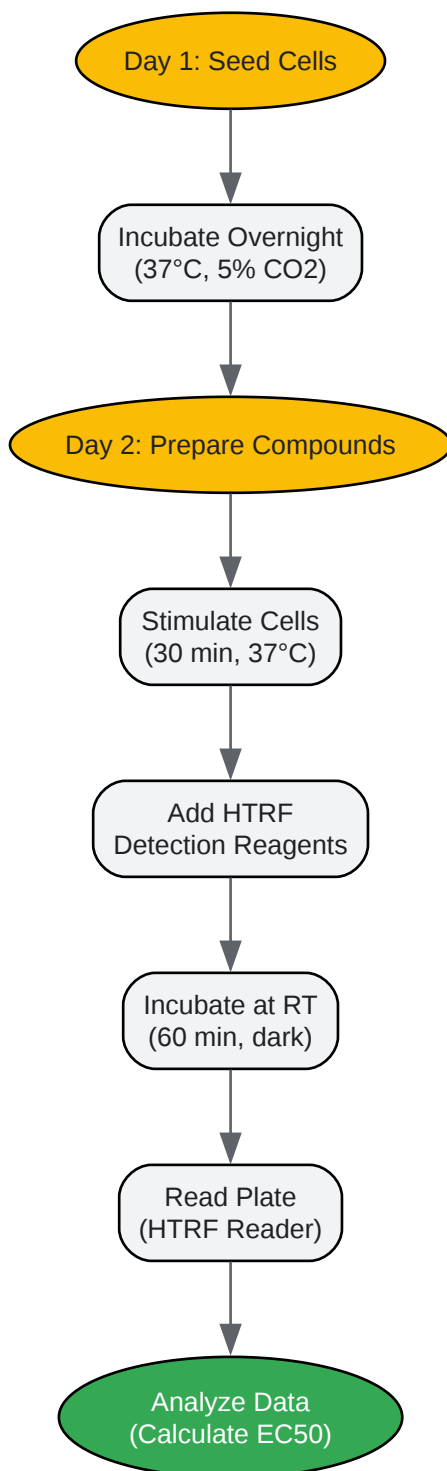 Day 1: Seed Cells
Incubate Overnight
(37°C, 5% CO2)
Day 2: Prepare Compounds
Stimulate Cells
(30 min, 37°C)
Add HTRF
Detection Reagents
Incubate at RT
(60 min, dark)
Read Plate
(HTRF Reader)
Analyze Data
(Calculate EC50)